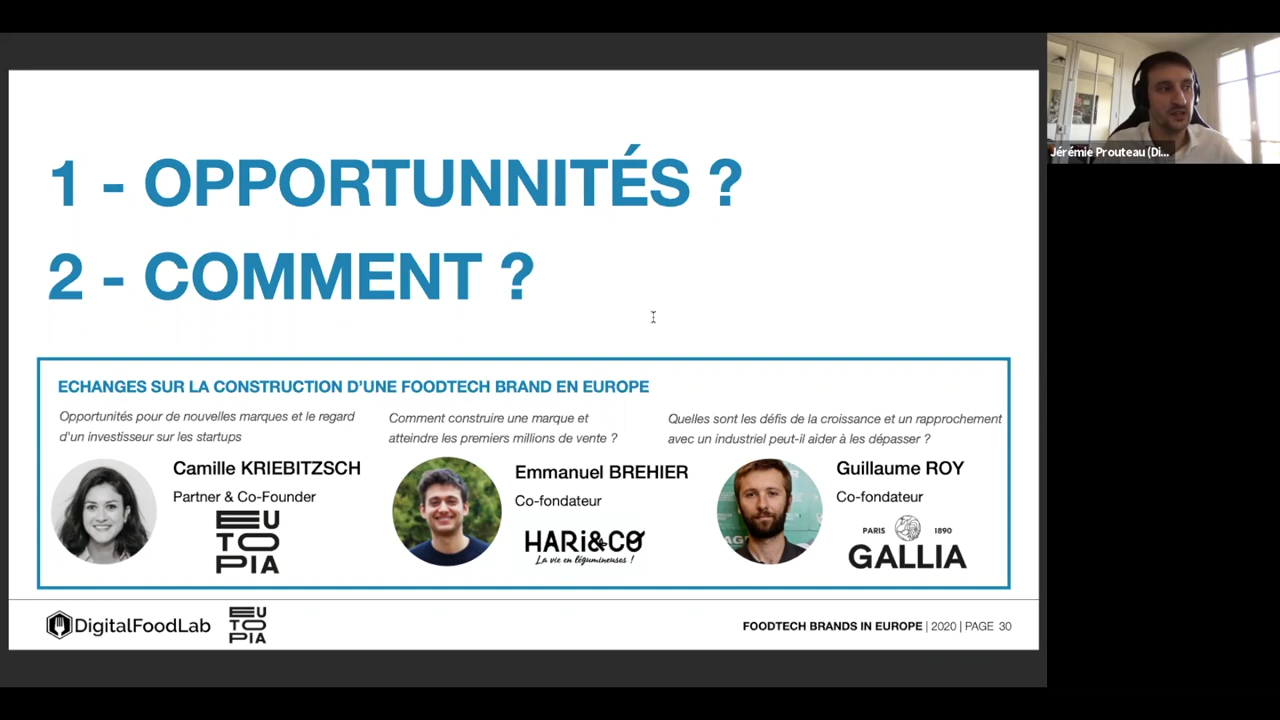 1 - OPPORTUNNITÉS ?
2 - COMMENT ?
ECHANGES SUR LA CONSTRUCTION D'UNE FOODTECH BRAND EN EUROPE
Opportunités pour de nouvelles marques et le regard
d'un investisseur sur les startups
Camille KRIEBITZSCH
Partner & Co-Founder
EU
TO
PIA
Comment construire une marque et
atteindre les premiers millions de vente ?
Emmanuel BREHIER
Co-fondateur
HARi&CO
La vie en légumineuses !
Quelles sont les défis de la croissance et un rapprochement
avec un industriel peut-il aider à les dépasser ?
Guillaume ROY
Co-fondateur
PARIS 1890
GALLIA
DigitalFoodLab
EU
TO
PIA
FOODTECH BRANDS IN EUROPE | 2020 | PAGE 30
Jérémie Prouteau (Di...